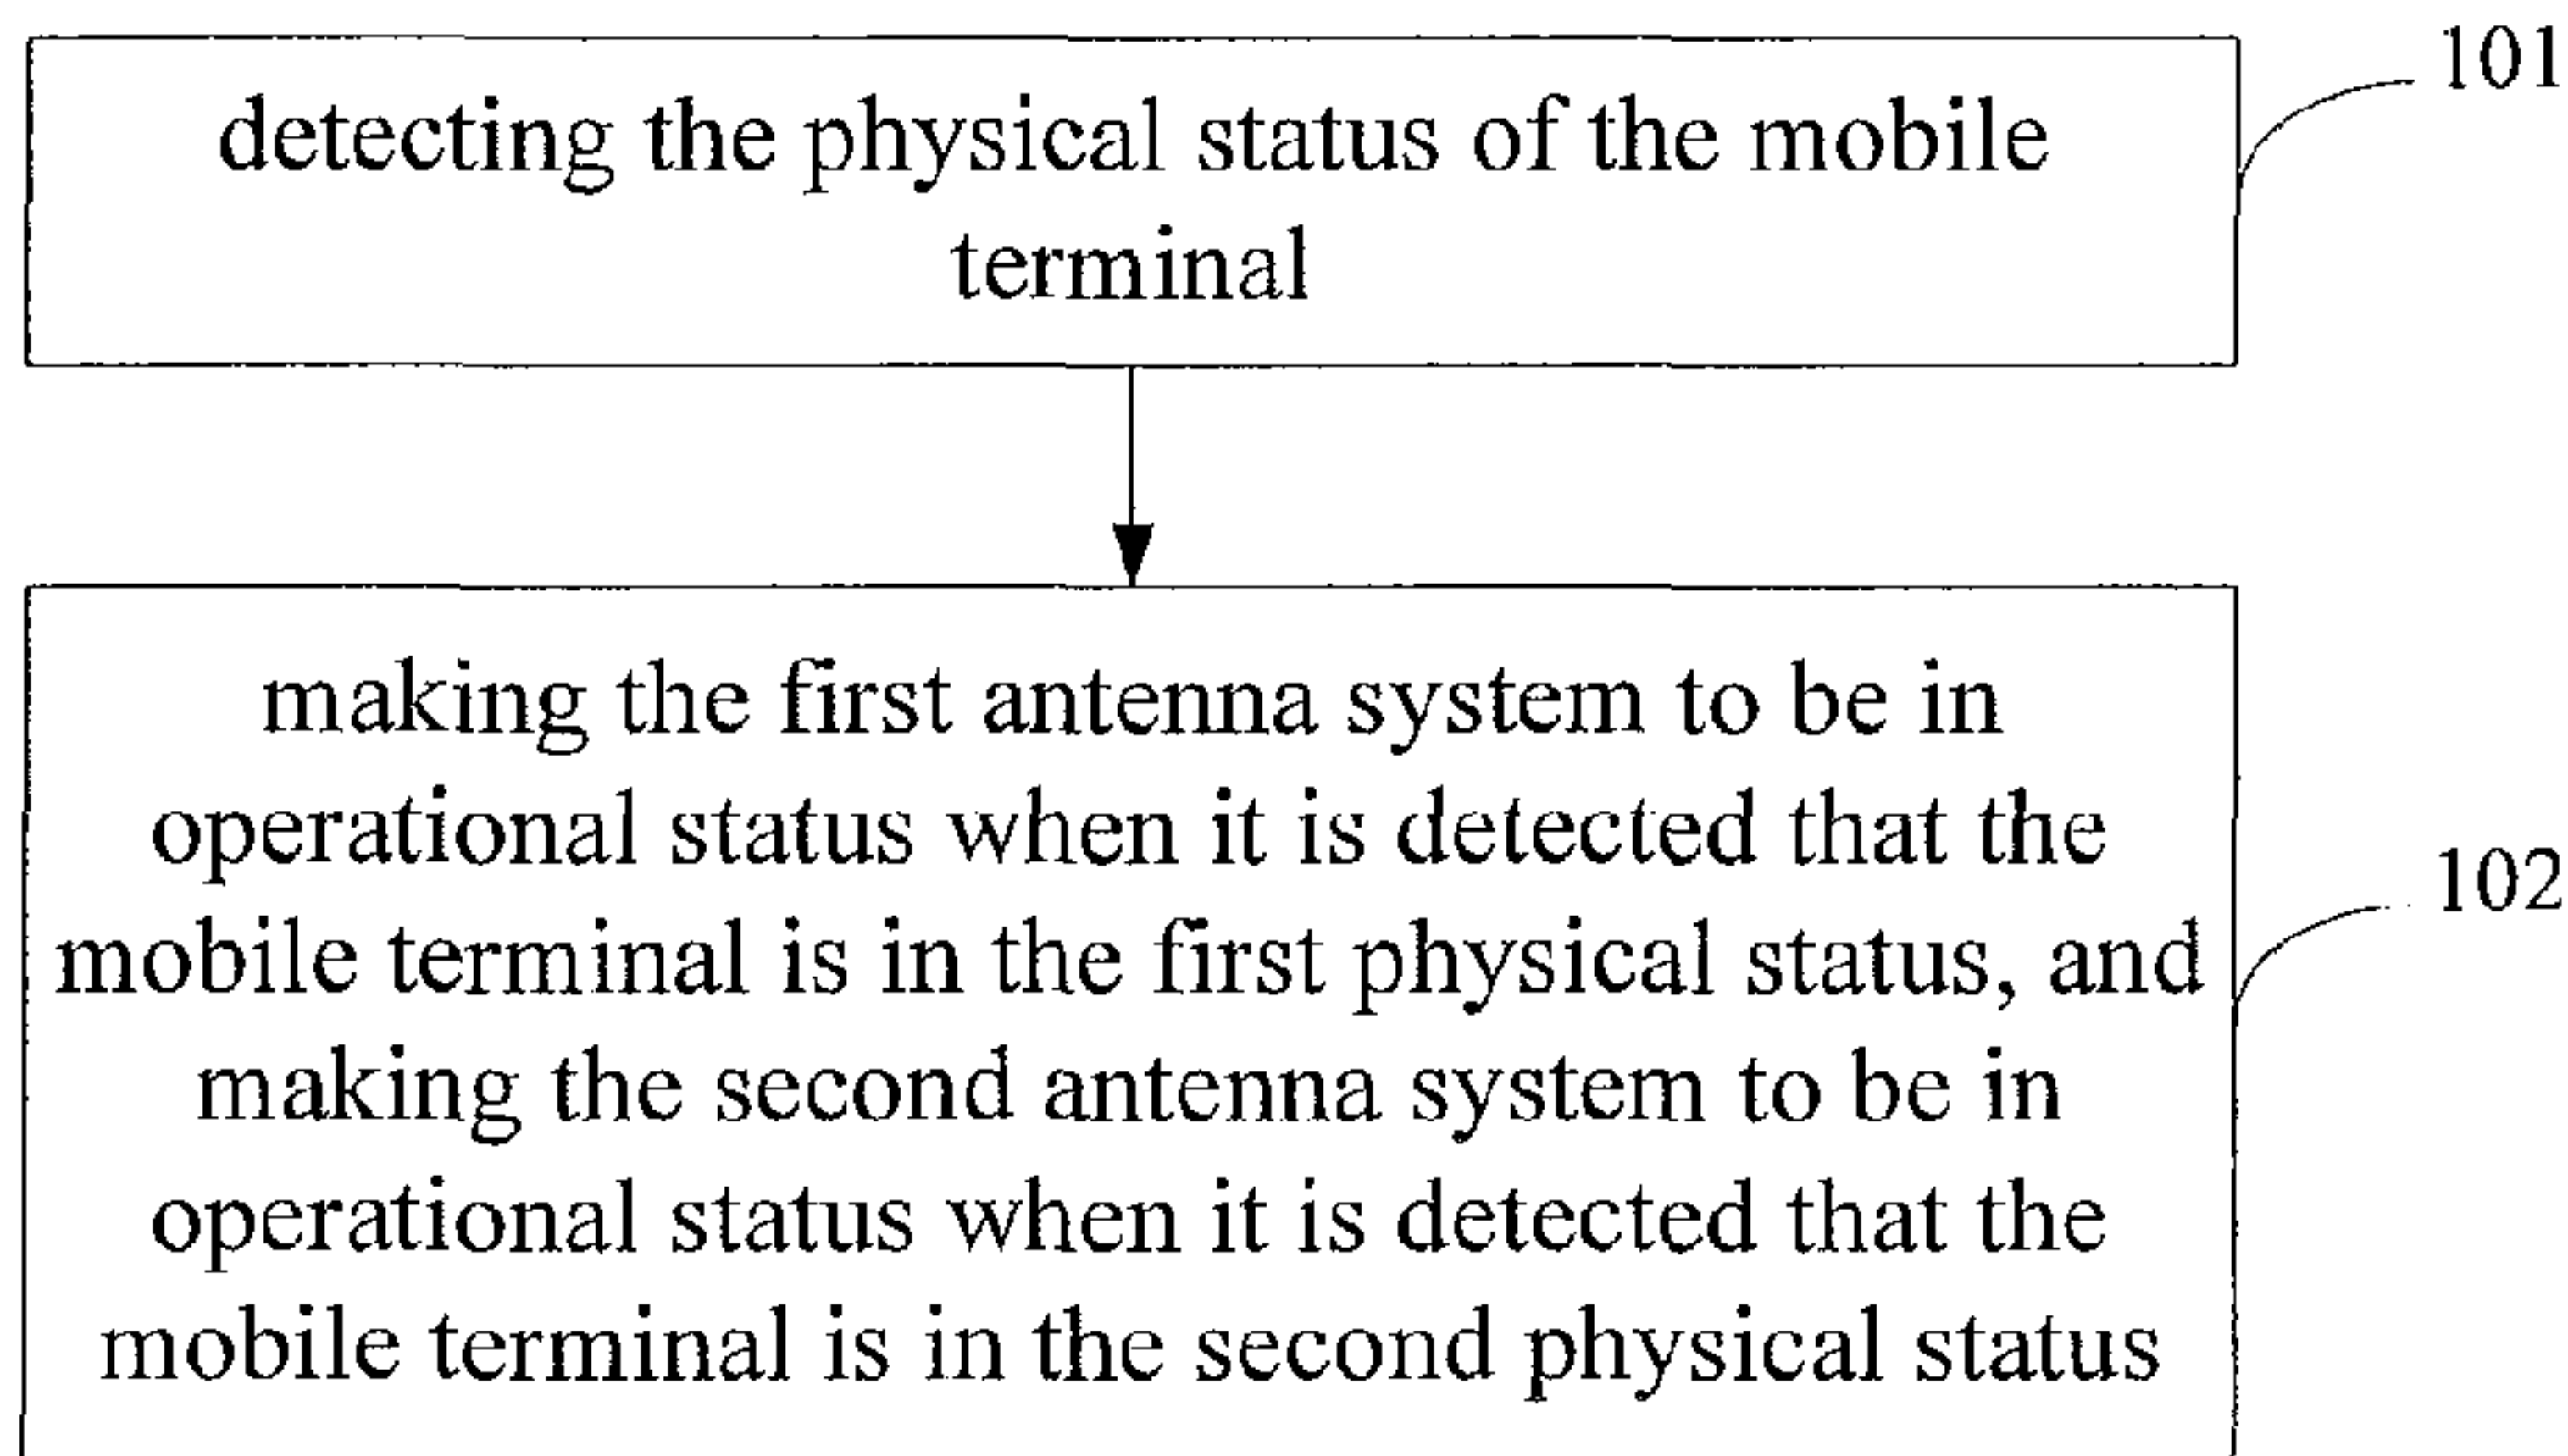 101
detecting the physical status of the mobile
terminal
making the first antenna system to be in
operational status when it is detected that the
mobile terminal is in the first physical status, and
making the second antenna system to be in
operational status when it is detected that the
mobile terminal is in the second physical status
102